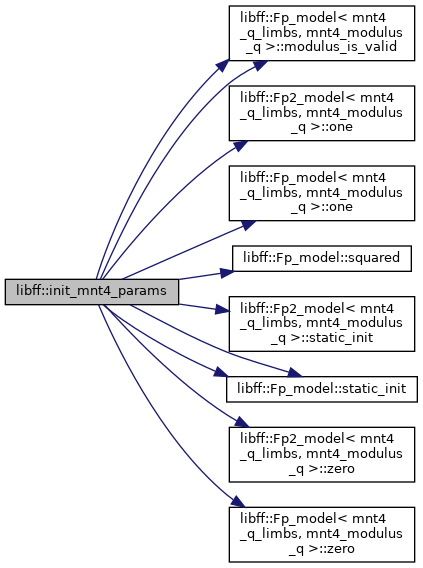 libff::Fp_model< mnt4
_q_limbs, mnt4_modulus
_q >::modulus_is_valid
libff::Fp2_model< mnt4
_q_limbs, mnt4_modulus
_q >::one
libff::Fp_model< mnt4
_q_limbs, mnt4_modulus
_q >::one
libff::Fp_model::squared
libff::init_mnt4_params
libff::Fp2_model< mnt4
_q_limbs, mnt4_modulus
_q >::static_init
libff::Fp_model::static_init
libff::Fp2_model< mnt4
_q_limbs, mnt4_modulus
_q >::zero
libff::Fp_model< mnt4
_q_limbs, mnt4_modulus
_q >::zero